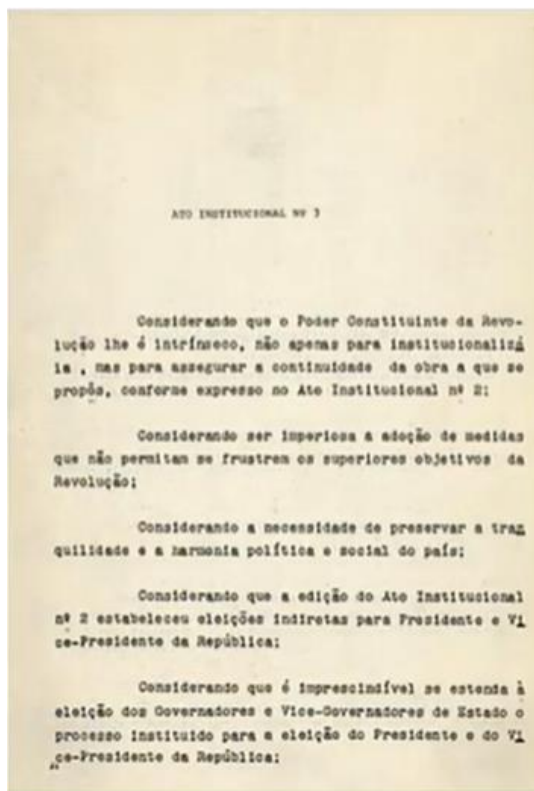 ATO INSTITUCIONAL Nº 3
Considerando que o Poder Constituinte da Revo-
lução lhe é intrínseco, não apenas para institucionalizá
la , mas para assegurar a continuidade da obra a que se
propôs, conforme expresso no Ato Institucional nº 2;
Considerando ser imperiosa a adoção de medidas
que não permitam se frustrem os superiores objetivos da
Revolução;
Considerando a necessidade de preservar a tran
quilidade e a harmonia política e social do país;
Considerando que a edição do Ato Institucional
nº 2 estabeleceu eleições indiretas para Presidente e Vi
ce-Presidente da República;
Considerando que é imprescindível se estenda à
eleição dos Governadores e Vice-Governadores de Estado o
processo instituído para a eleição do Presidente e do Vi
ce-Presidente da República;